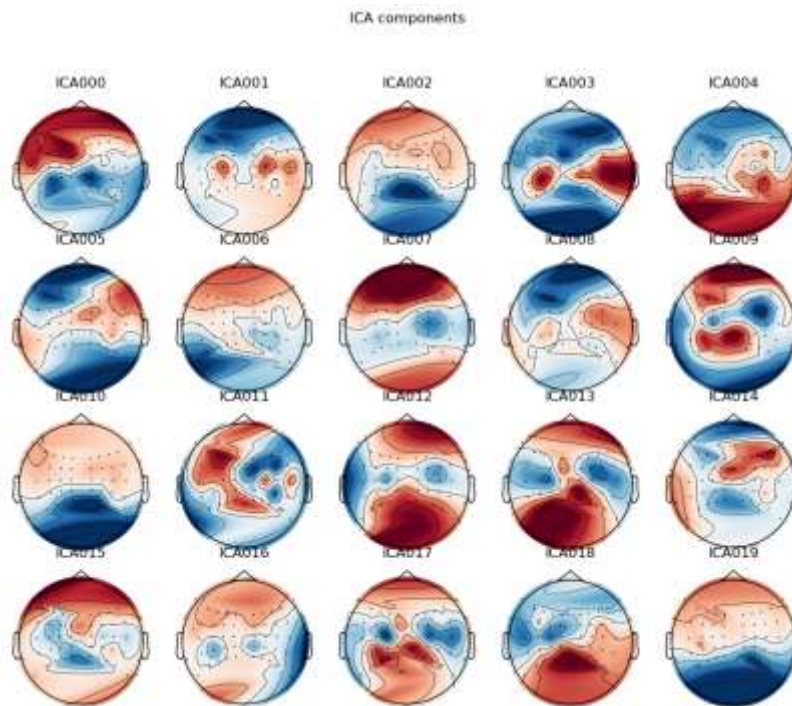 ICA components
ICA000 ICA001 ICA002 ICA003 ICA004
ICA005 ICA006 ICA007 ICA008 ICA009
ICA010 ICA011 ICA012 ICA013 ICA014
ICA015 ICA016 ICA017 ICA018 ICA019